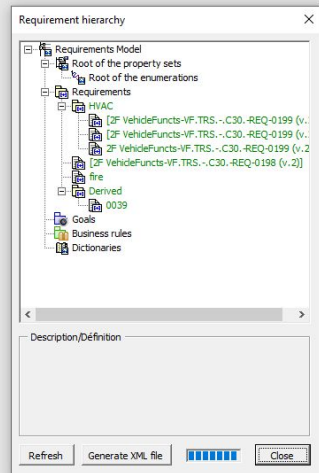 Requirement hierarchy
Requirements Model
Root of the property sets
Root of the enumerations
Requirements
HVAC
[2F VehicleFuncts-VF.TRS.-.C30.-REQ-0199 (v.
[2F VehicleFuncts-VF.TRS.-.C30.-REQ-0199 (v.
2F VehicleFuncts-VF.TRS.-.C30.-REQ-0199 (v.2
[2F VehicleFuncts-VF.TRS.-.C30.-REQ-0198 (v.2)]
fire
Derived
0039
Goals
Business rules
Dictionaries
Description/Définition
Refresh Generate XML file Close